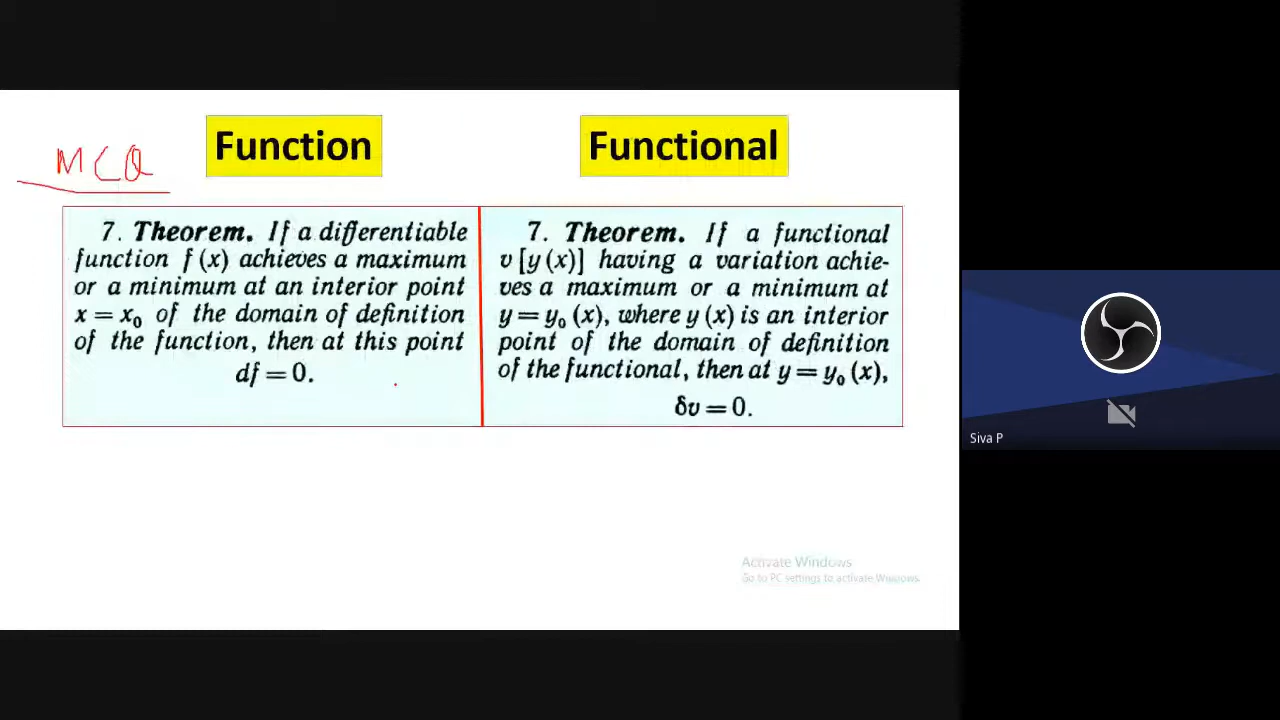 MCQ
Function
Functional
7. Theorem. If a differentiable
function f (x) achieves a maximum
or a minimum at an interior point
x = x₀ of the domain of definition
of the function, then at this point
df = 0.
7. Theorem. If a functional
v [y (x)] having a variation achie-
ves a maximum or a minimum at
y = y₀ (x), where y (x) is an interior
point of the domain of definition
of the functional, then at y = y₀ (x),
δv = 0.
Activate Windows
Go to PC settings to activate Windows.
Siva P